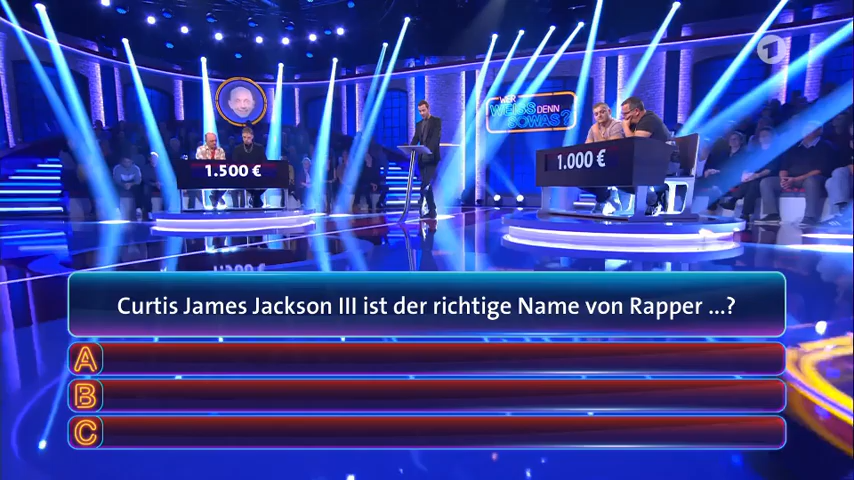 1
WER
WEISS DENN
SOWAS?
1.500 €
1.000 €
Curtis James Jackson III ist der richtige Name von Rapper ...?
A
B
C